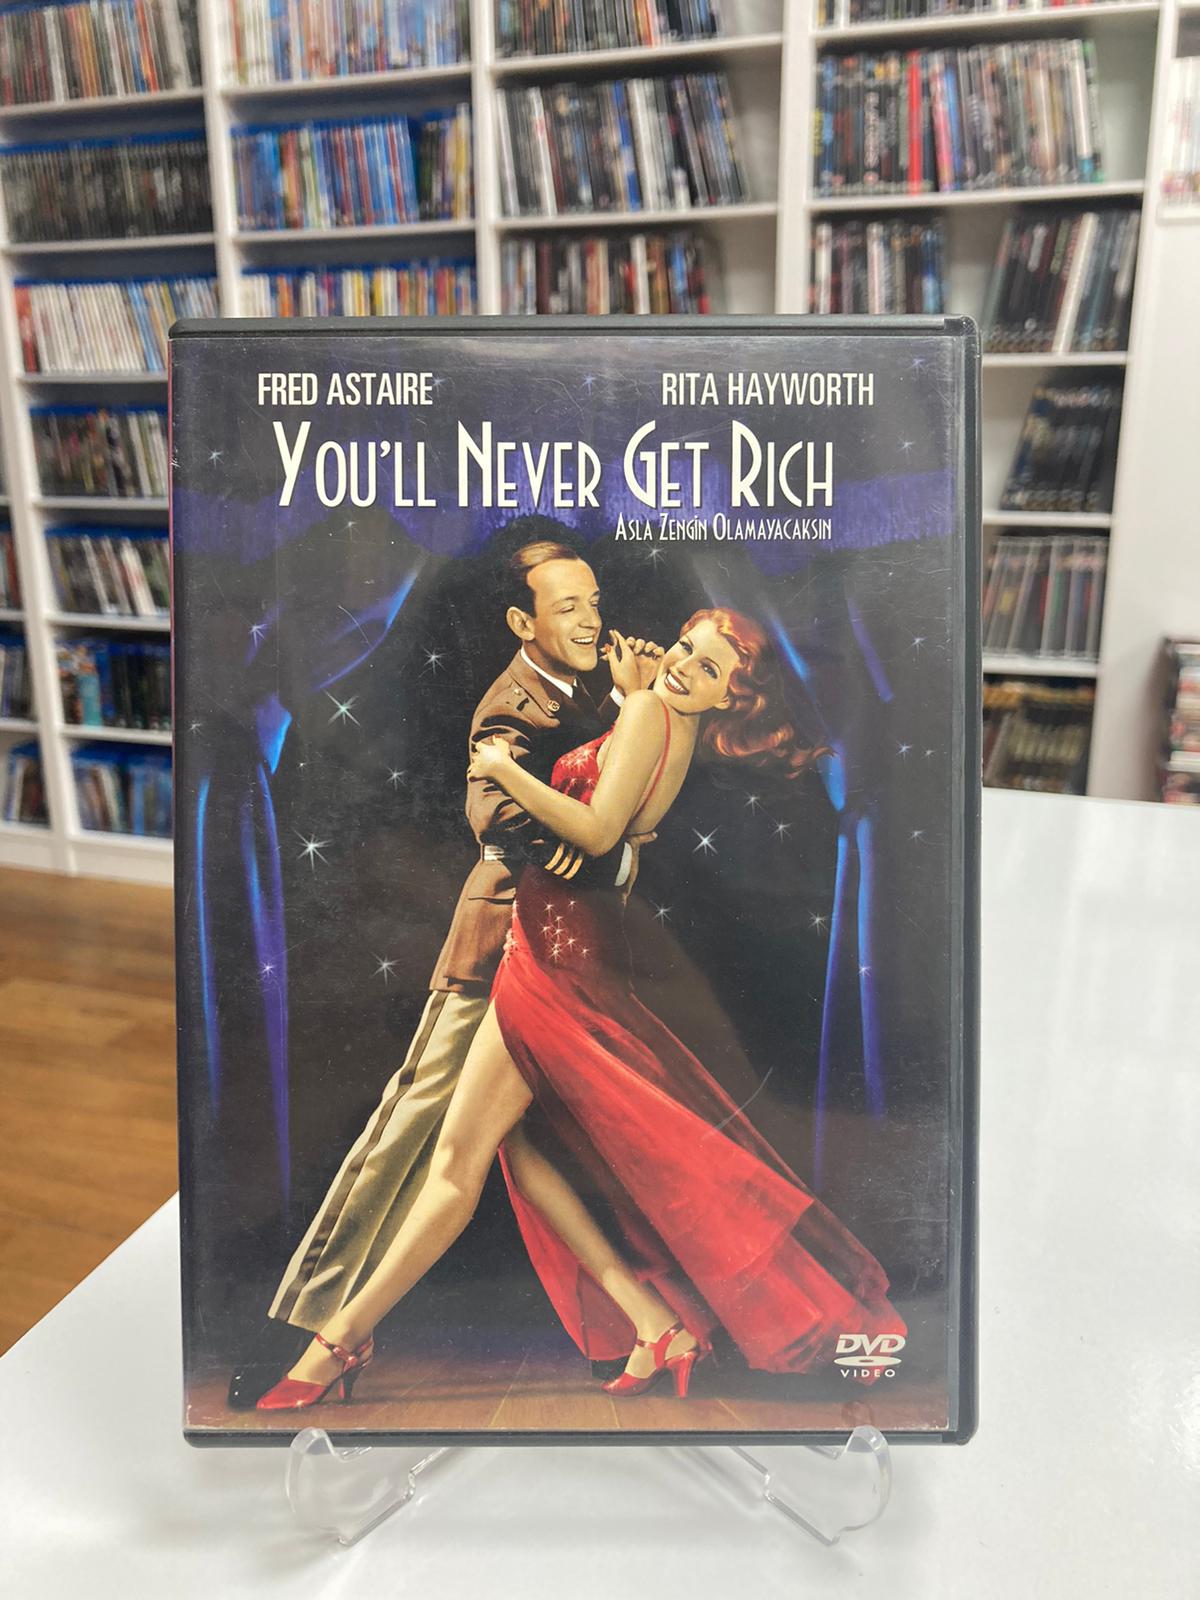 FRED ASTAIRE RITA HAYWORTH
YOU'LL NEVER GET RICH
ASLA ZENGİN OLAMAYACAKSIN
DVD
VIDEO